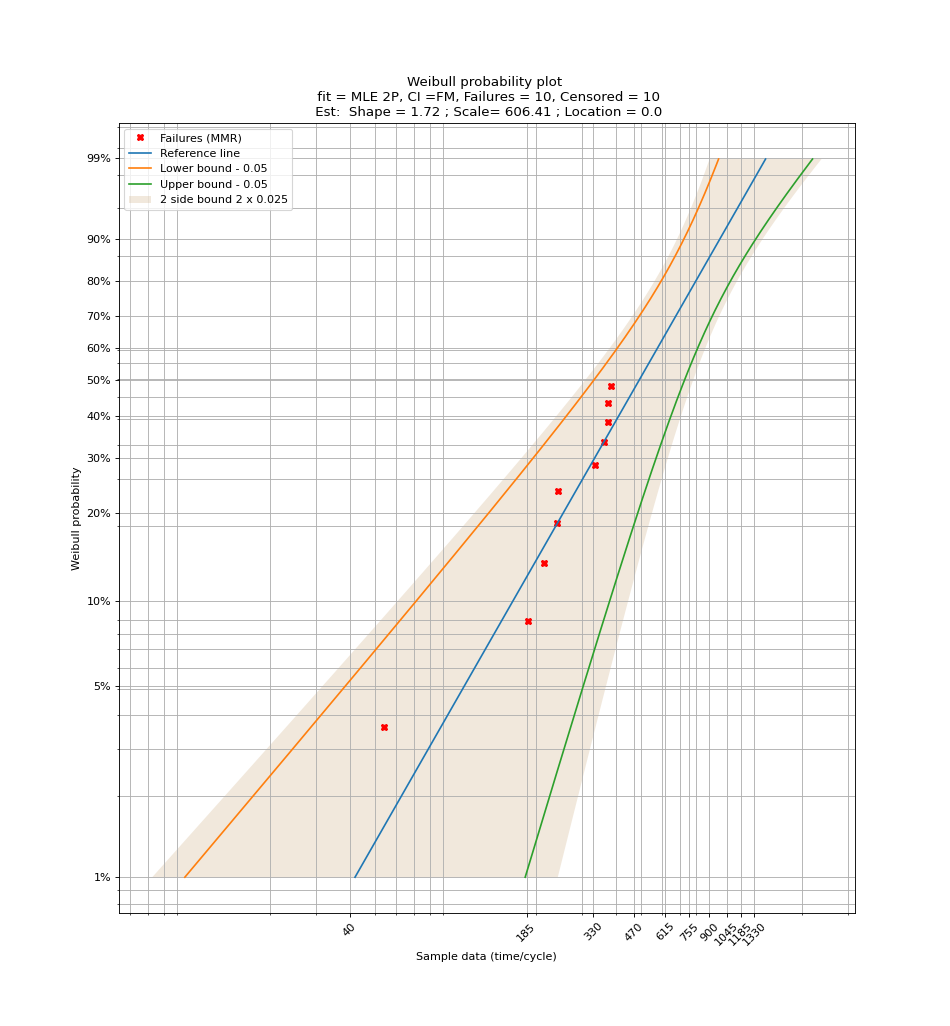 Weibull probability plot
fit = MLE 2P, CI =FM, Failures = 10, Censored = 10
Est:  Shape = 1.72 ; Scale= 606.41 ; Location = 0.0
Failures (MMR)
Reference line
Lower bound - 0.05
Upper bound - 0.05
2 side bound 2 x 0.025
99%
90%
80%
70%
60%
50%
40%
30%
20%
10%
5%
1%
Weibull probability
40
185
330
470
615
755
900
1045
1185
1330
Sample data (time/cycle)